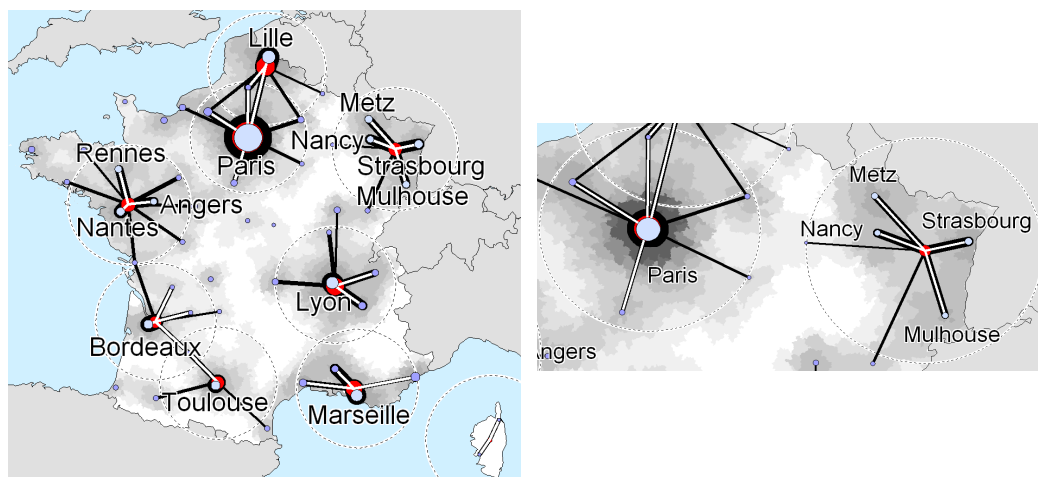 Lille
Metz
Nancy
Paris
Strasbourg
Mulhouse
Rennes
Angers
Nantes
Lyon
Bordeaux
Toulouse
Marseille
Metz
Strasbourg
Nancy
Paris
Mulhouse
Angers